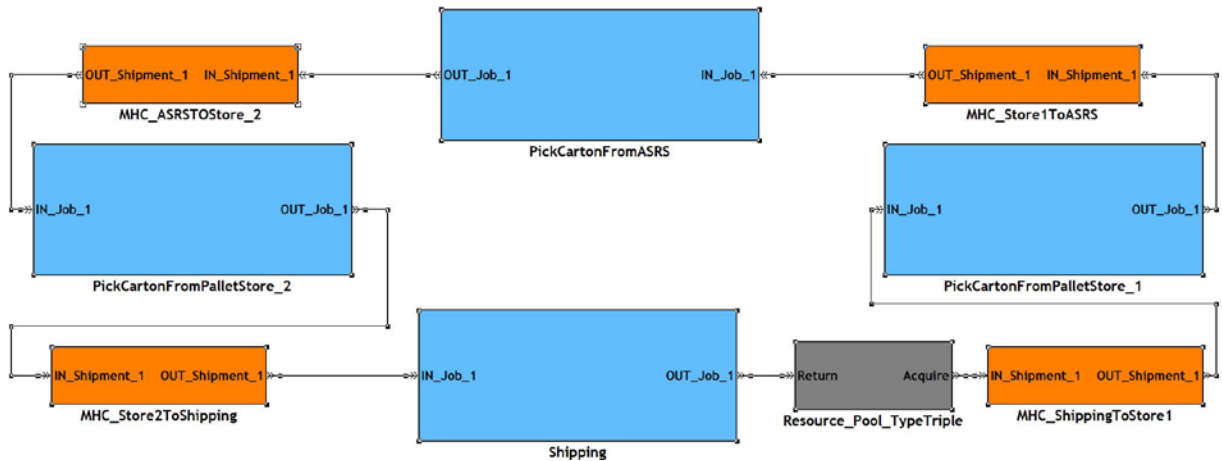 OUT_Shipment_1 IN_Shipment_1
MHC_ASRSTOStore_2
OUT_Job_1 IN_Job_1
PickCartonFromASRS
OUT_Shipment_1 IN_Shipment_1
MHC_Store1ToASRS
IN_Job_1 OUT_Job_1
PickCartonFromPalletStore_2
IN_Job_1 OUT_Job_1
PickCartonFromPalletStore_1
IN_Shipment_1 OUT_Shipment_1
MHC_Store2ToShipping
IN_Job_1 OUT_Job_1
Shipping
Return Acquire
Resource_Pool_TypeTriple
IN_Shipment_1 OUT_Shipment_1
MHC_ShippingToStore1